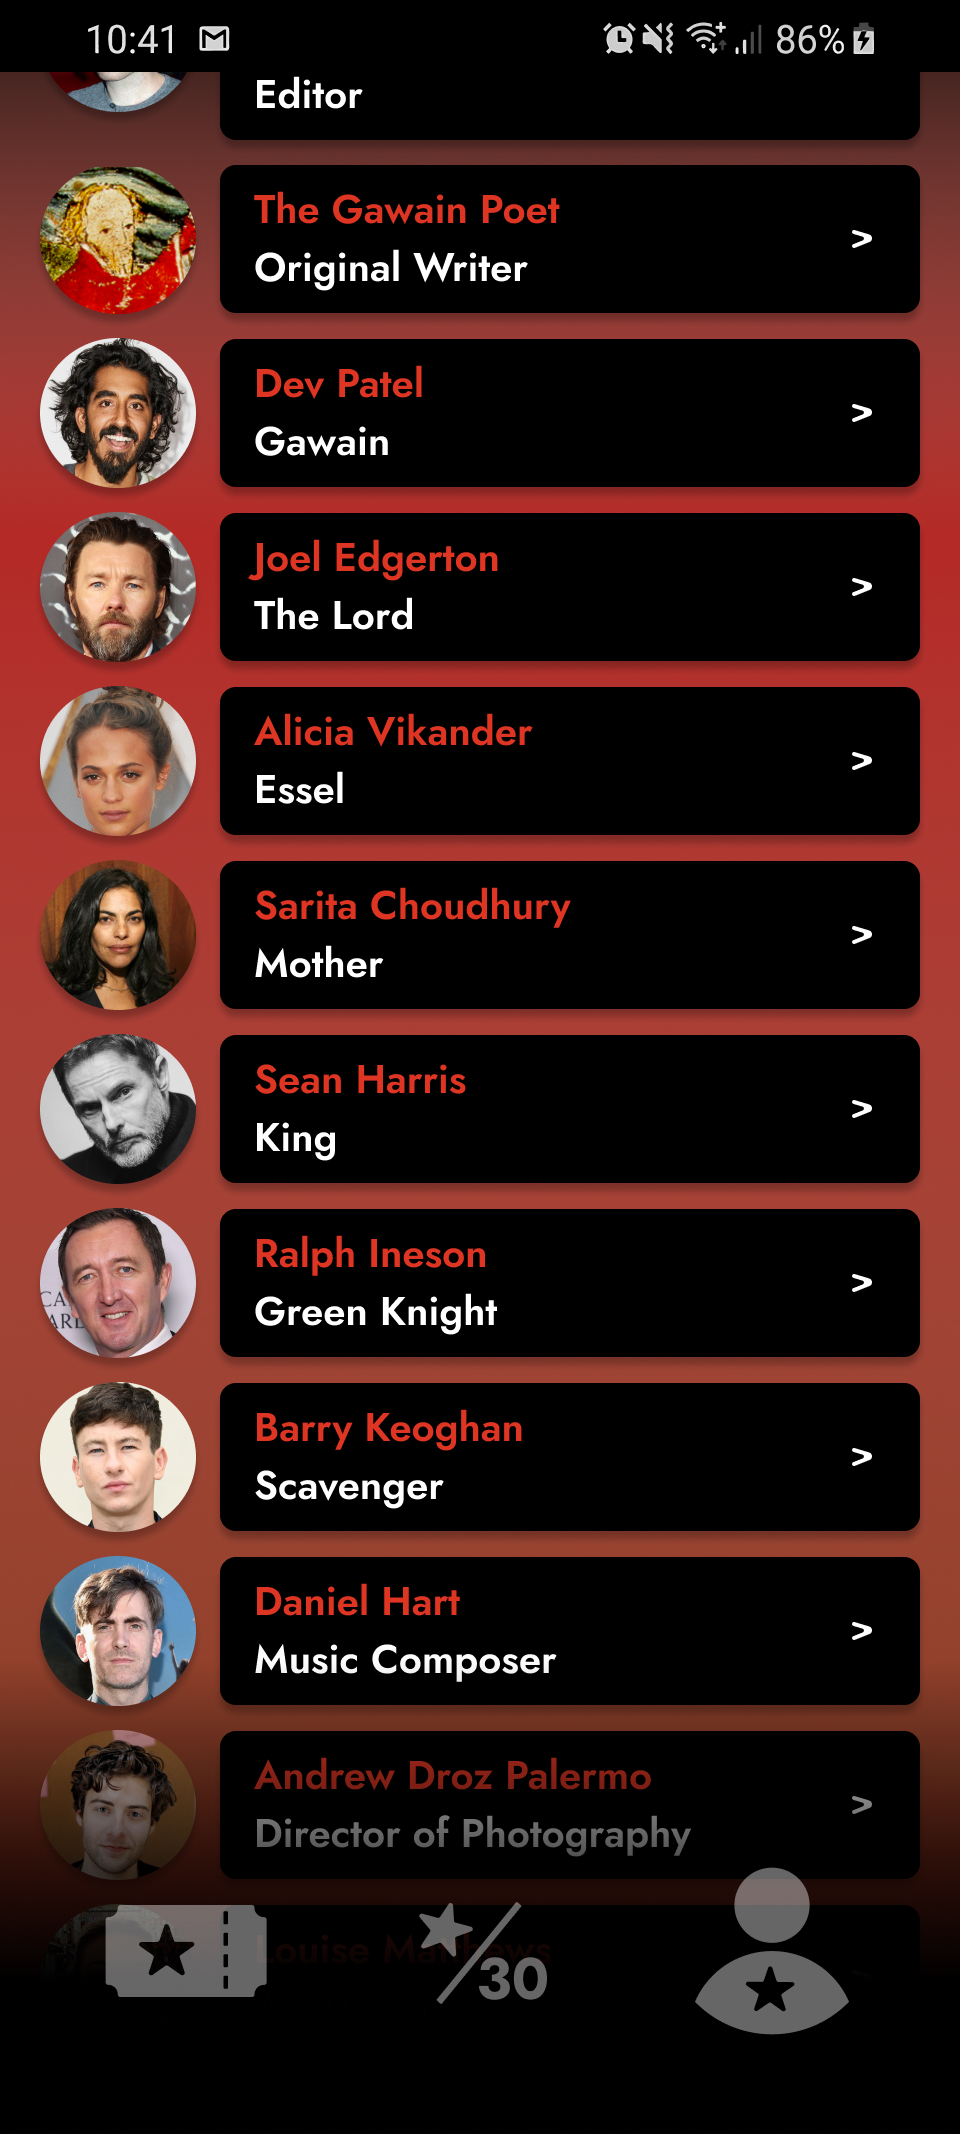 10:41
86%
Editor
The Gawain Poet
Original Writer
>
Dev Patel
Gawain
>
Joel Edgerton
The Lord
>
Alicia Vikander
Essel
>
Sarita Choudhury
Mother
>
Sean Harris
King
>
Ralph Ineson
Green Knight
>
Barry Keoghan
Scavenger
>
Daniel Hart
Music Composer
>
Andrew Droz Palermo
Director of Photography
>
Louise Matthews
/30